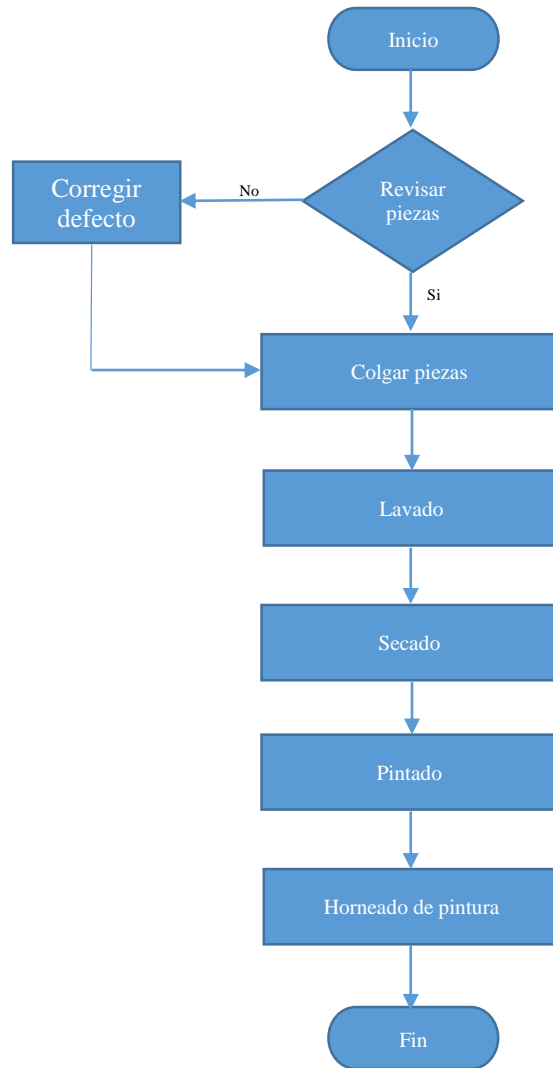 Inicio
Revisar
piezas
No
Corregir
defecto
Si
Colgar piezas
Lavado
Secado
Pintado
Horneado de pintura
Fin